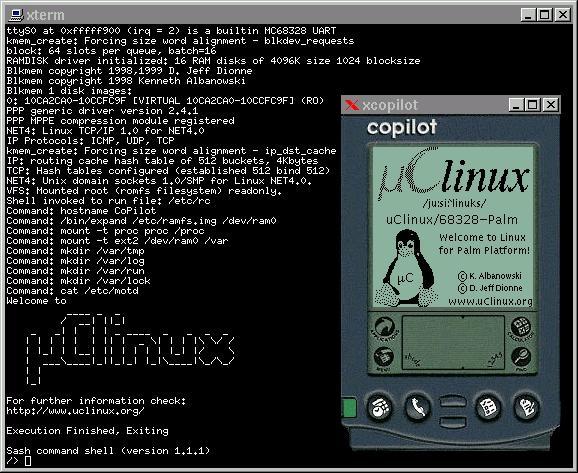 xterm
ttyS0 at 0xfffff900 (irq = 2) is a builtin MC68328 UART
kmem_create: Forcing size word alignment - blkdev_requests
block: 64 slots per queue, batch=16
RAMDISK driver initialized: 16 RAM disks of 4096K size 1024 blocksize
Blkmem copyright 1998,1999 D. Jeff Dionne
Blkmem copyright 1998 Kenneth Albanowski
Blkmem 1 disk images:
0: 10CA2CA0-10CCFC9F [VIRTUAL 10CA2CA0-10CCFC9F] (RO)
PPP generic driver version 2.4.1
PPP MPPE compression module registered
NET4: Linux TCP/IP 1.0 for NET4.0
IP Protocols: ICMP, UDP, TCP
kmem_create: Forcing size word alignment - ip_dst_cache
IP: routing cache hash table of 512 buckets, 4Kbytes
TCP: Hash tables configured (established 512 bind 512)
NET4: Unix domain sockets 1.0/SMP for Linux NET4.0.
VFS: Mounted root (romfs filesystem) readonly.
Shell invoked to run file: /etc/rc
Command: hostname CoPilot
Command: /bin/expand /etc/ramfs.img /dev/ram0
Command: mount -t proc proc /proc
Command: mount -t ext2 /dev/ram0 /var
Command: mkdir /var/tmp
Command: mkdir /var/log
Command: mkdir /var/run
Command: mkdir /var/lock
Command: cat /etc/motd
Welcome to
μClinux
For further information check:
http://www.uclinux.org/
Execution Finished, Exiting
Sash command shell (version 1.1.1)
/>
xcopilot
copilot
μClinux
/jusi'linuks/
uClinux/68328-Palm
Welcome to Linux
for Palm Platform!
μC
© K. Albanowski
© D. Jeff Dionne
www.uClinux.org
APPLICATIONS
CALCULATOR
MENU
abc
123
FIND